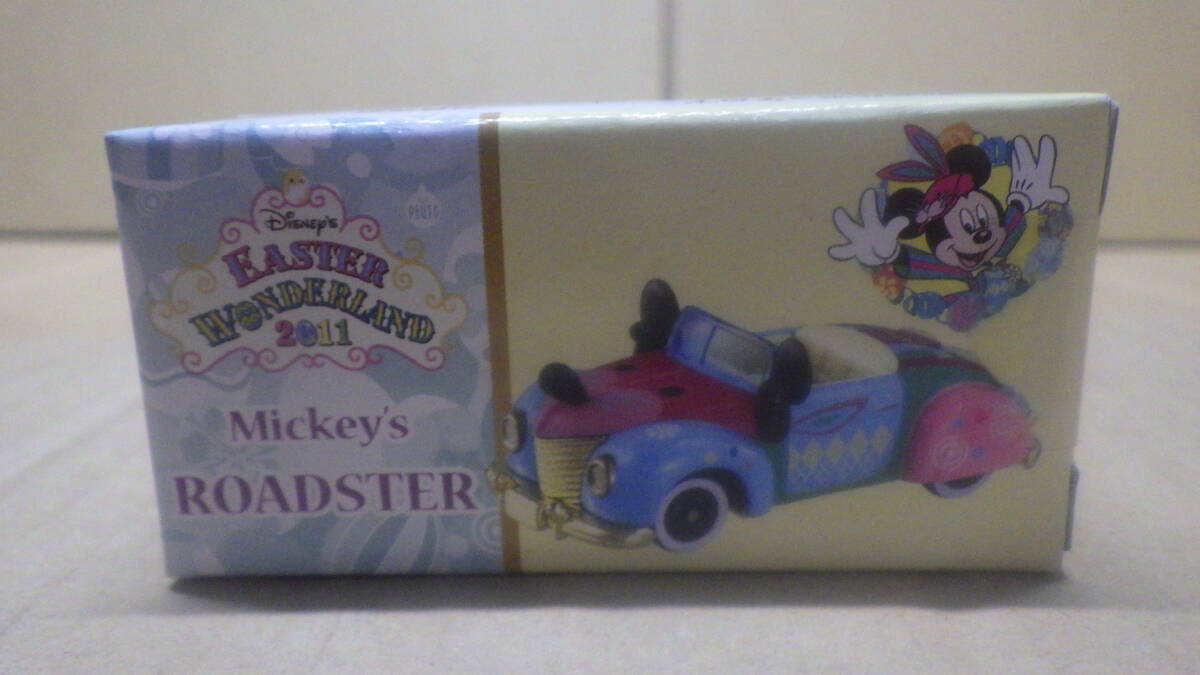 Disney's
EASTER
WONDERLAND
2011
Mickey's
ROADSTER